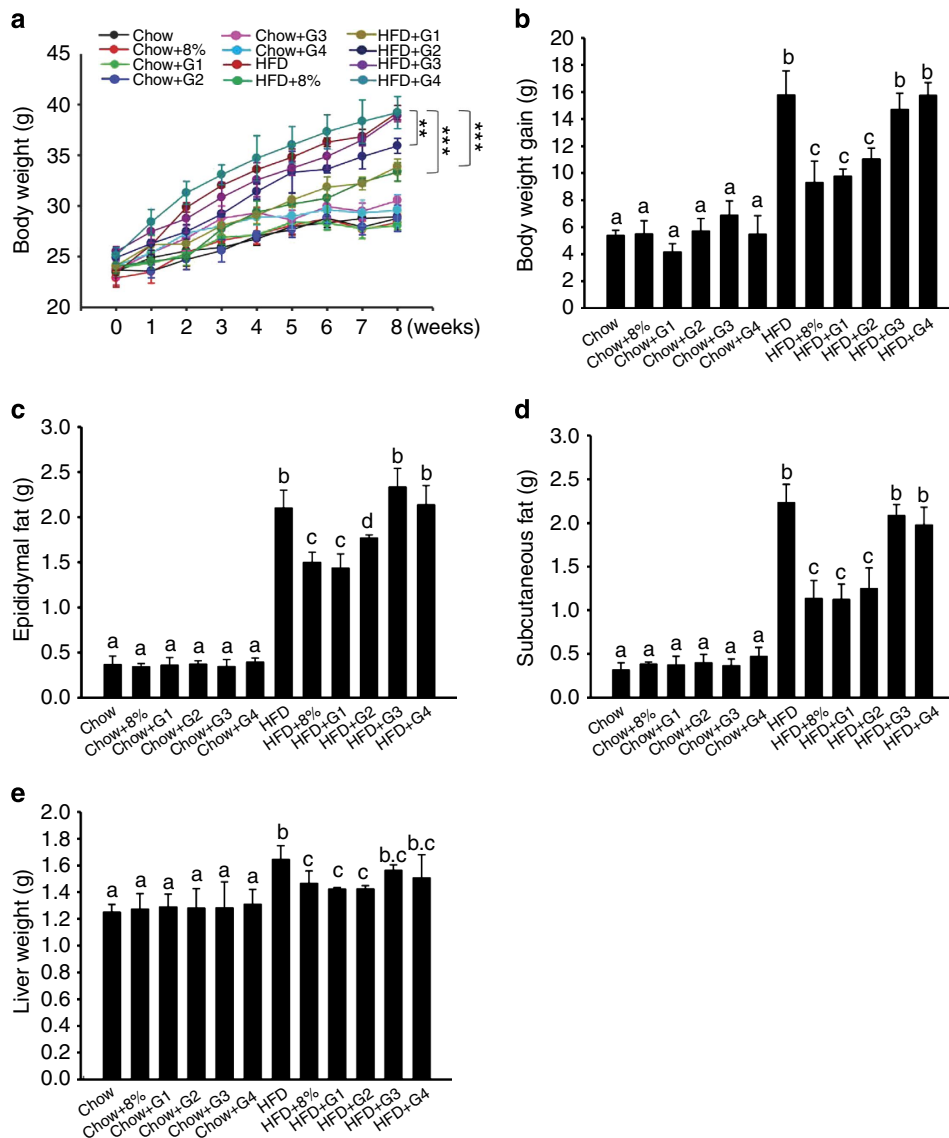 a
Chow
Chow+8%
Chow+G1
Chow+G2
Chow+G3
Chow+G4
HFD
HFD+8%
HFD+G1
HFD+G2
HFD+G3
HFD+G4
Body weight (g)
45
40
35
30
25
20
0 1 2 3 4 5 6 7 8 (weeks)
**
***
***
b
Body weight gain (g)
20
18
16
14
12
10
8
6
4
2
0
a a a a a a b c c c b b
Chow Chow+8% Chow+G1 Chow+G2 Chow+G3 Chow+G4 HFD HFD+8% HFD+G1 HFD+G2 HFD+G3 HFD+G4
c
Epididymal fat (g)
3.0
2.5
2.0
1.5
1.0
0.5
0.0
a a a a a a b c c d b b
Chow Chow+8% Chow+G1 Chow+G2 Chow+G3 Chow+G4 HFD HFD+8% HFD+G1 HFD+G2 HFD+G3 HFD+G4
d
Subcutaneous fat (g)
3.0
2.5
2.0
1.5
1.0
0.5
0.0
a a a a a a b c c c b b
Chow Chow+8% Chow+G1 Chow+G2 Chow+G3 Chow+G4 HFD HFD+8% HFD+G1 HFD+G2 HFD+G3 HFD+G4
e
Liver weight (g)
2.0
1.8
1.6
1.4
1.2
1.0
0.8
0.6
0.4
0.2
0.0
a a a a a a b c c c b.c b.c
Chow Chow+8% Chow+G1 Chow+G2 Chow+G3 Chow+G4 HFD HFD+8% HFD+G1 HFD+G2 HFD+G3 HFD+G4